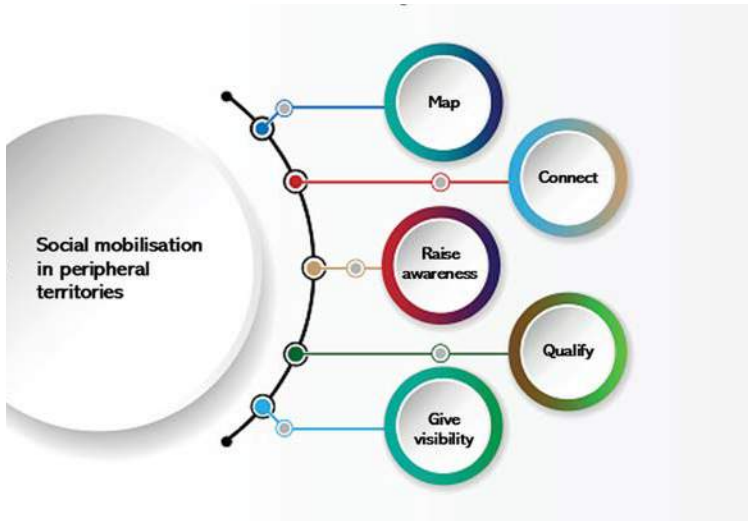 Social mobilisation
in peripheral
territories
Map
Connect
Raise
awareness
Qualify
Give
visibility